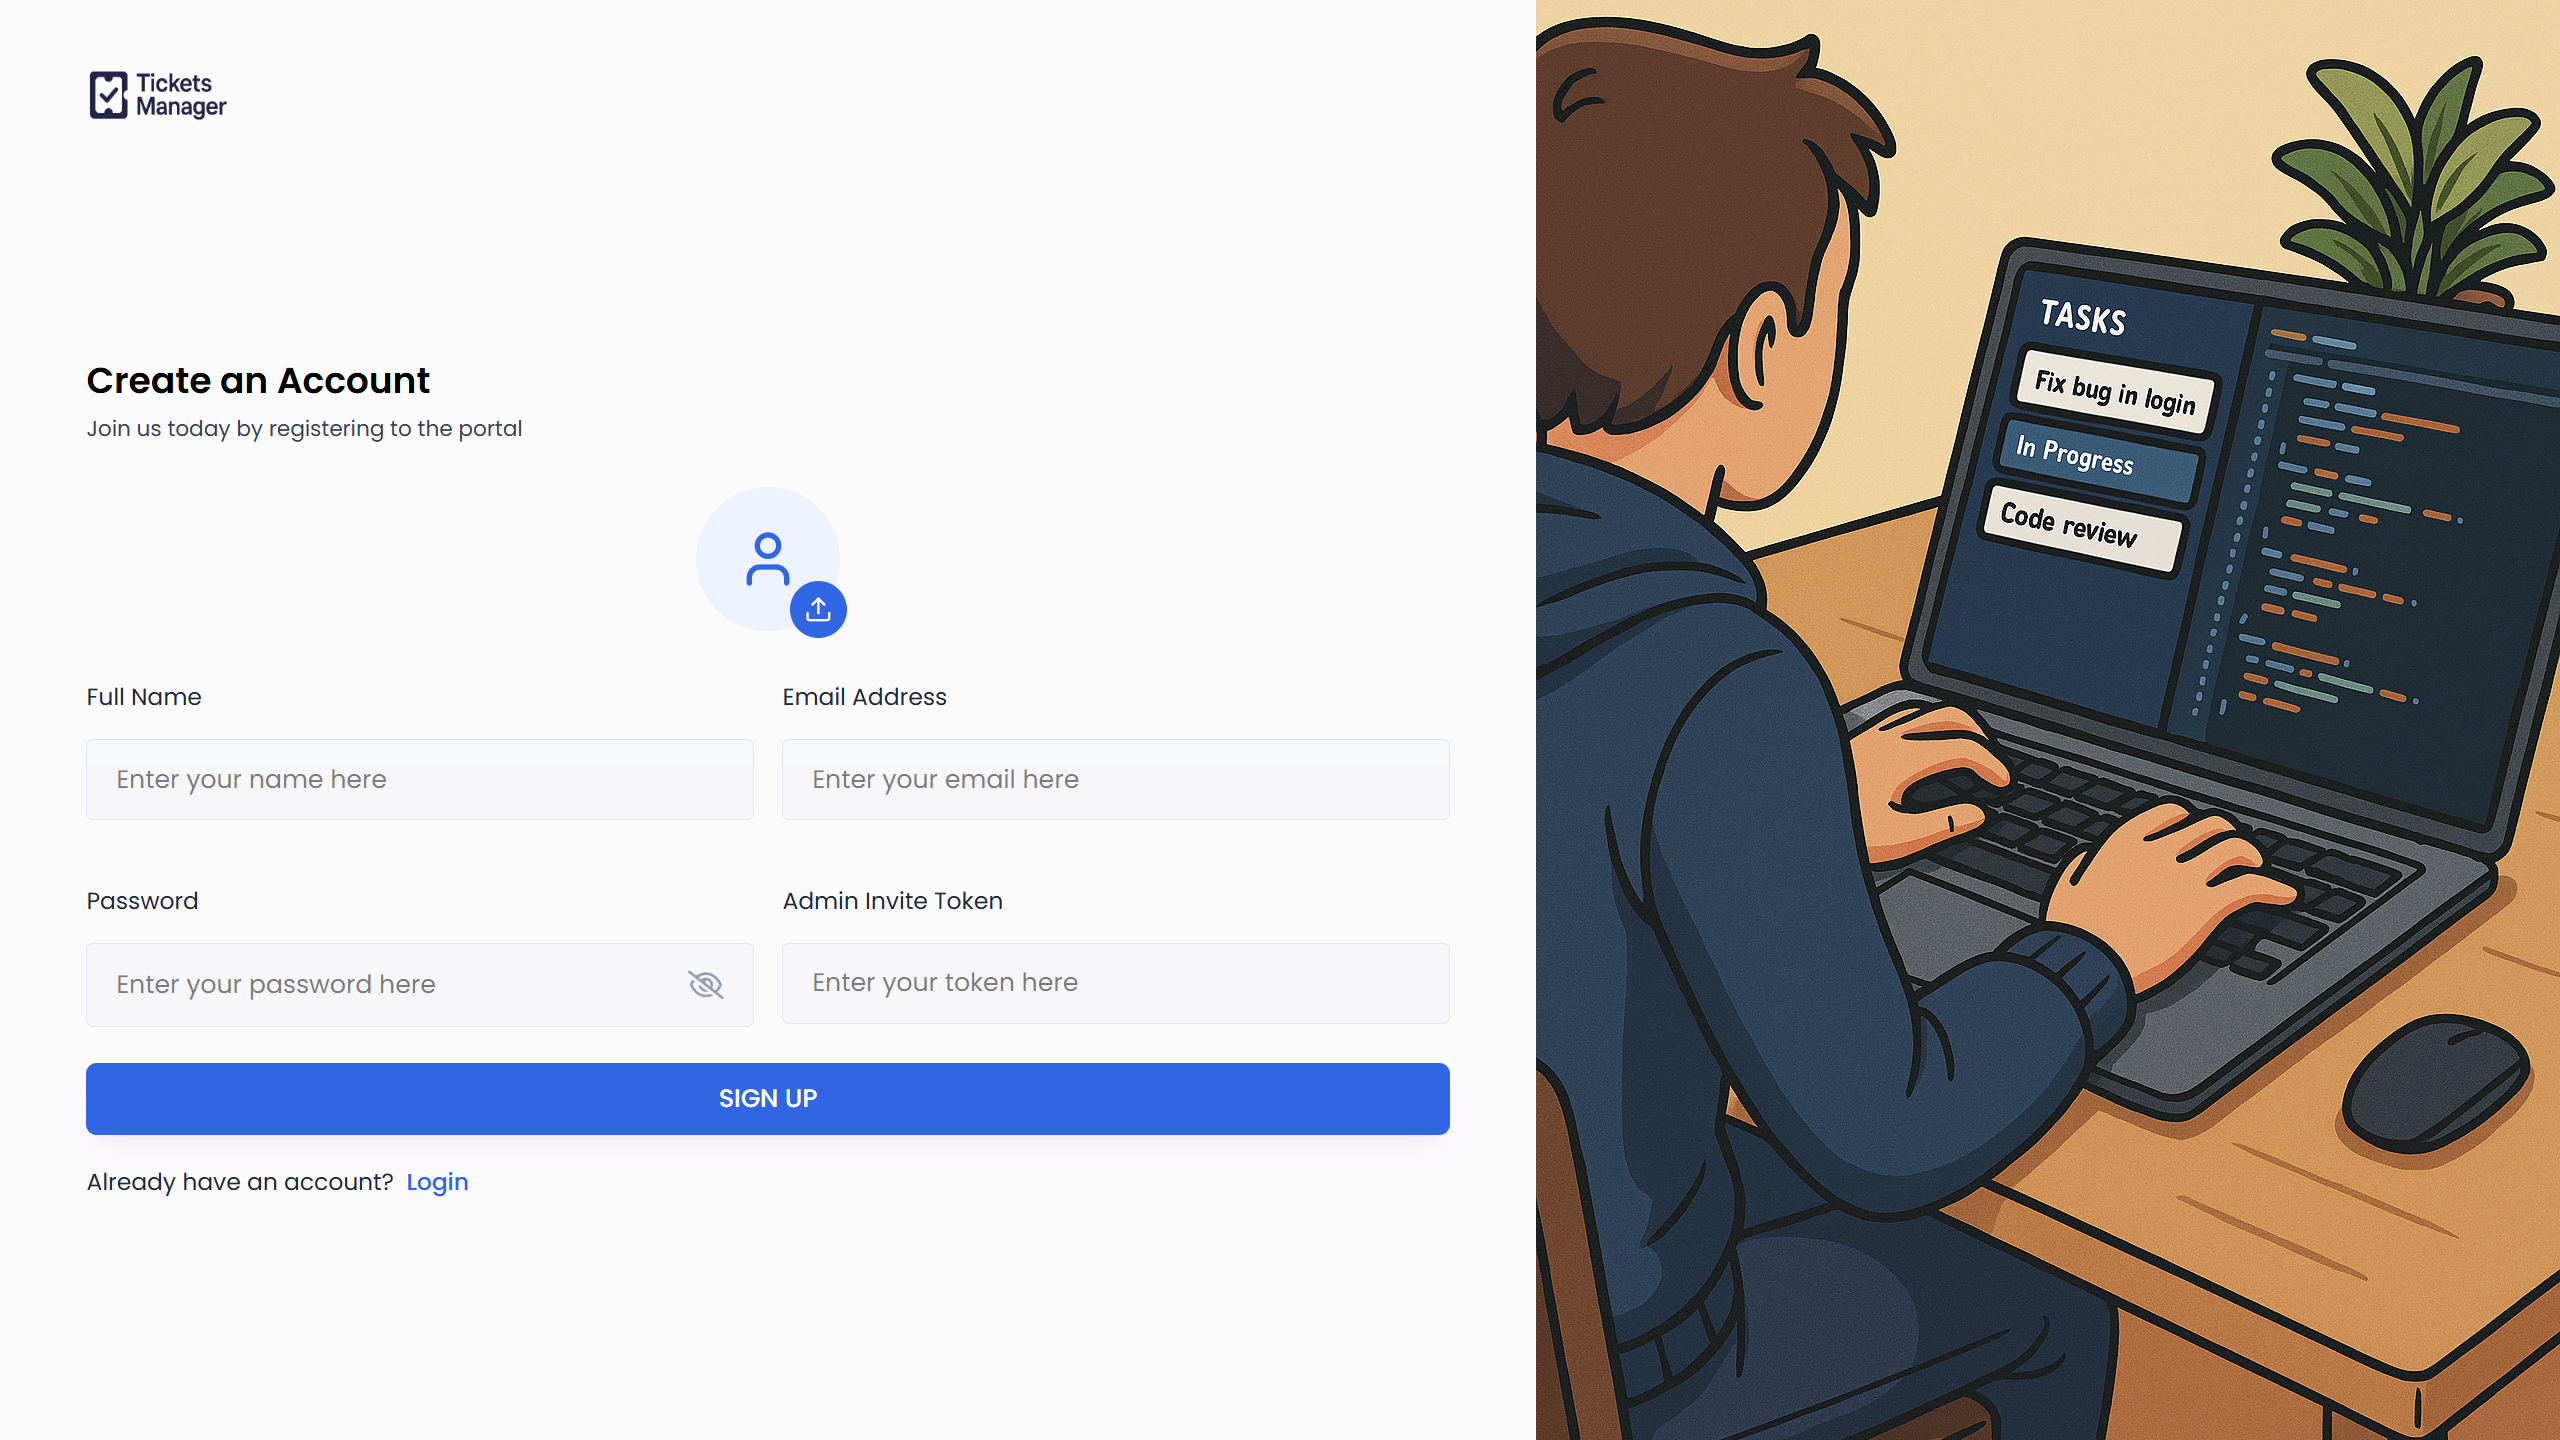 Tickets
Manager
Create an Account
Join us today by registering to the portal
Full Name
Email Address
Enter your name here
Enter your email here
Password
Admin Invite Token
Enter your password here
Enter your token here
SIGN UP
Already have an account? Login
TASKS
Fix bug in login
In Progress
Code review